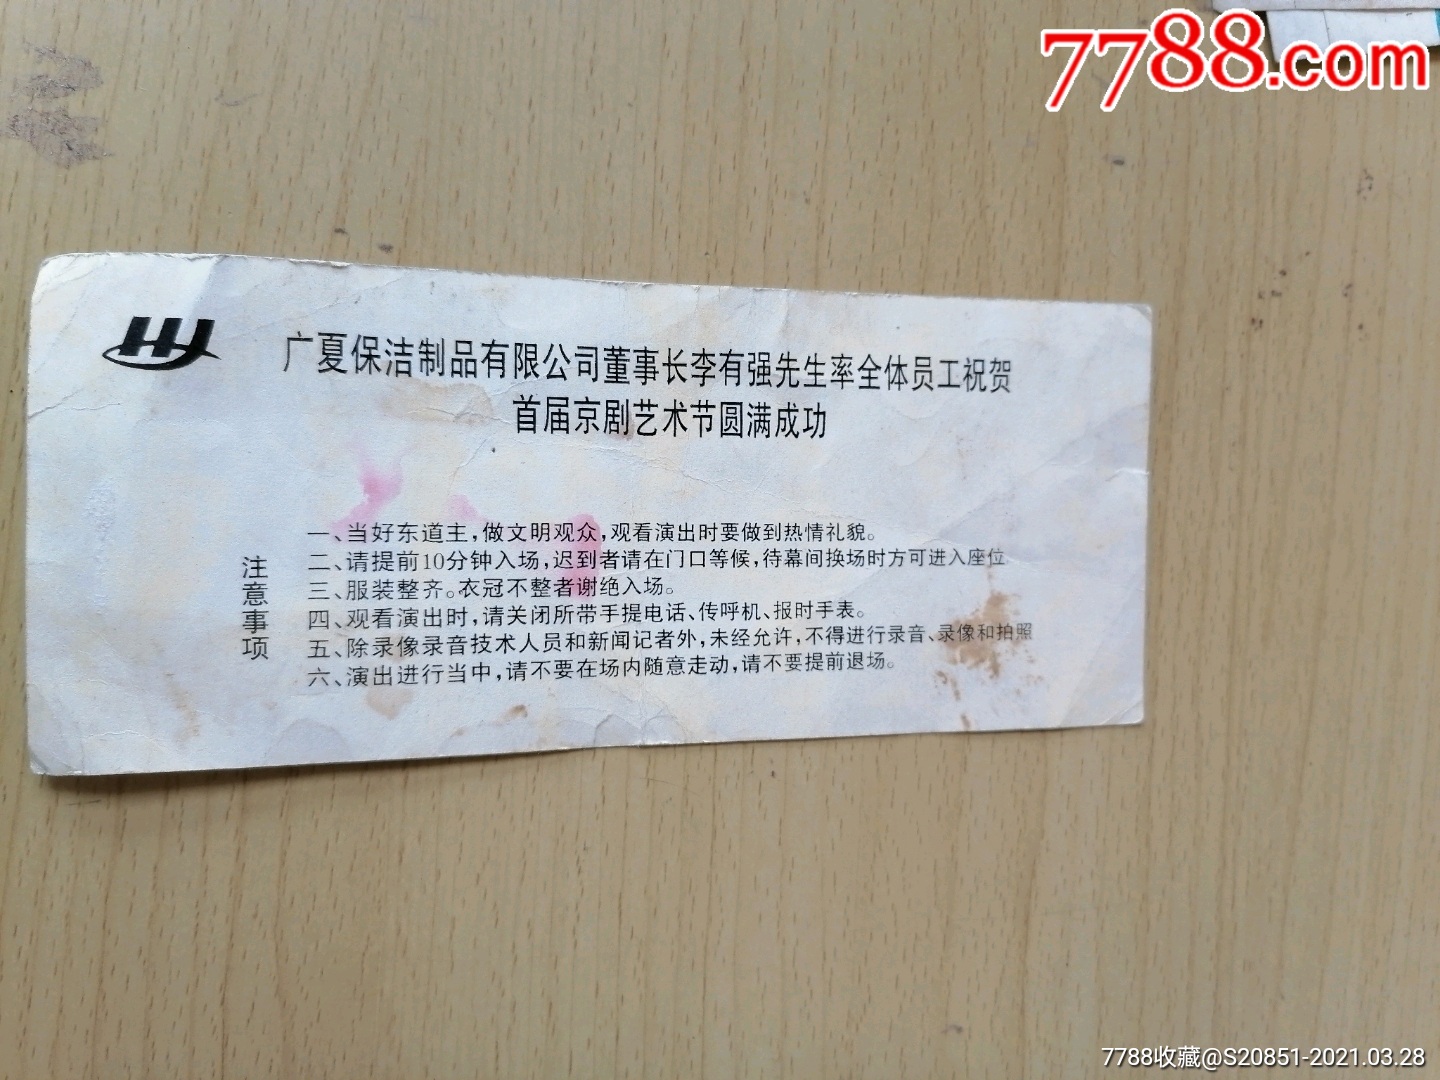 7788.com
广夏保洁制品有限公司董事长李有强先生率全体员工祝贺
首届京剧艺术节圆满成功
注意事项
一、当好东道主，做文明观众，观看演出时要做到热情礼貌。
二、请提前10分钟入场，迟到者请在门口等候，待幕间换场时方可进入座位
三、服装整齐。衣冠不整者谢绝入场。
四、观看演出时，请关闭所带手提电话、传呼机、报时手表。
五、除录像录音技术人员和新闻记者外，未经允许，不得进行录音、录像和拍照
六、演出进行当中，请不要在场内随意走动，请不要提前退场。
7788收藏@S20851-2021.03.28